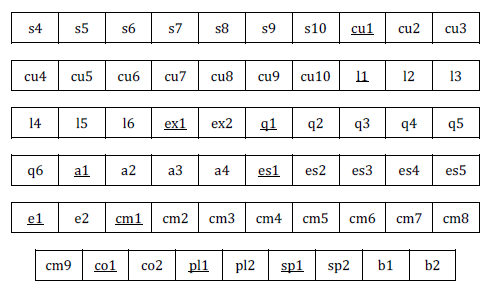 s4 s5 s6 s7 s8 s9 s10 cu1 cu2 cu3
cu4 cu5 cu6 cu7 cu8 cu9 cu10 l1 l2 l3
l4 l5 l6 ex1 ex2 q1 q2 q3 q4 q5
q6 a1 a2 a3 a4 es1 es2 es3 es4 es5
e1 e2 cm1 cm2 cm3 cm4 cm5 cm6 cm7 cm8
cm9 co1 co2 pl1 pl2 sp1 sp2 b1 b2